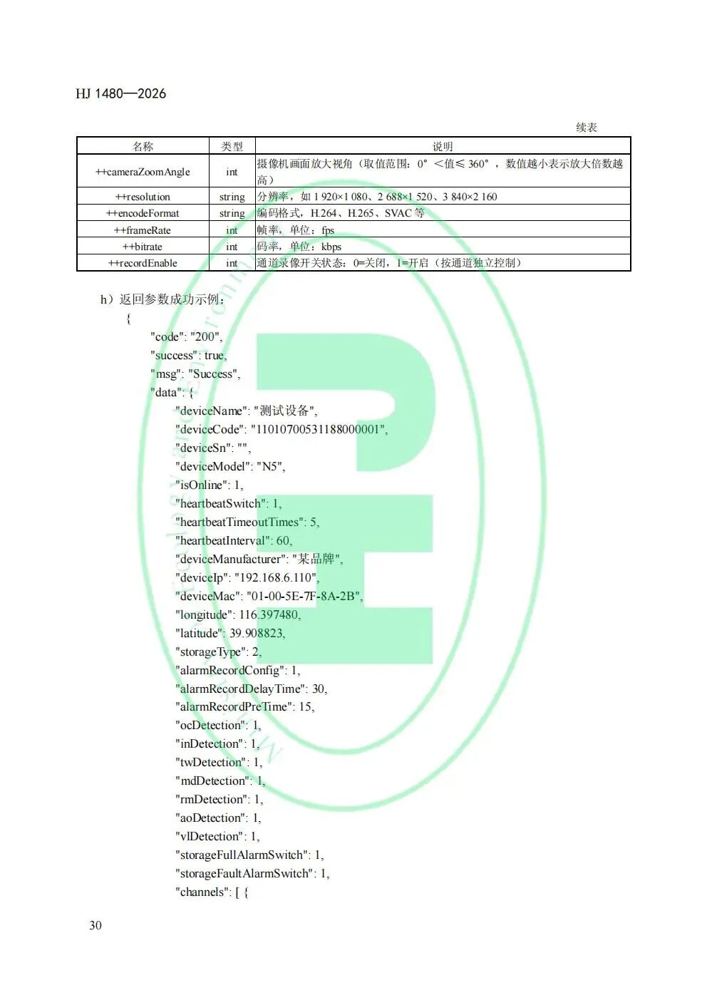 HJ 1480—2026
续表
名称 类型 说明
++cameraZoomAngle int 摄像机画面放大视角（取值范围：0°＜值≤360°，数值越小表示放大倍数越
高）
++resolution string 分辨率，如 1 920×1 080、2 688×1 520、3 840×2 160
++encodeFormat string 编码格式，H.264、H.265、SVAC 等
++frameRate int 帧率，单位：fps
++bitrate int 码率，单位：kbps
++recordEnable int 通道录像开关状态：0=关闭，1=开启（按通道独立控制）
h）返回参数成功示例：
{
"code": "200",
"success": true,
"msg": "Success",
"data": {
"deviceName": "测试设备",
"deviceCode": "11010700531188000001",
"deviceSn": "",
"deviceModel": "N5",
"isOnline": 1,
"heartbeatSwitch": 1,
"heartbeatTimeoutTimes": 5,
"heartbeatInterval": 60,
"deviceManufacturer": "某品牌",
"deviceIp": "192.168.6.110",
"deviceMac": "01-00-5E-7F-8A-2B",
"longitude": 116.397480,
"latitude": 39.908823,
"storageType": 2,
"alarmRecordConfig": 1,
"alarmRecordDelayTime": 30,
"alarmRecordPreTime": 15,
"ocDetection": 1,
"inDetection": 1,
"twDetection": 1,
"mdDetection": 1,
"rmDetection": 1,
"aoDetection": 1,
"vlDetection": 1,
"storageFullAlarmSwitch": 1,
"storageFaultAlarmSwitch": 1,
"channels": [ {
30